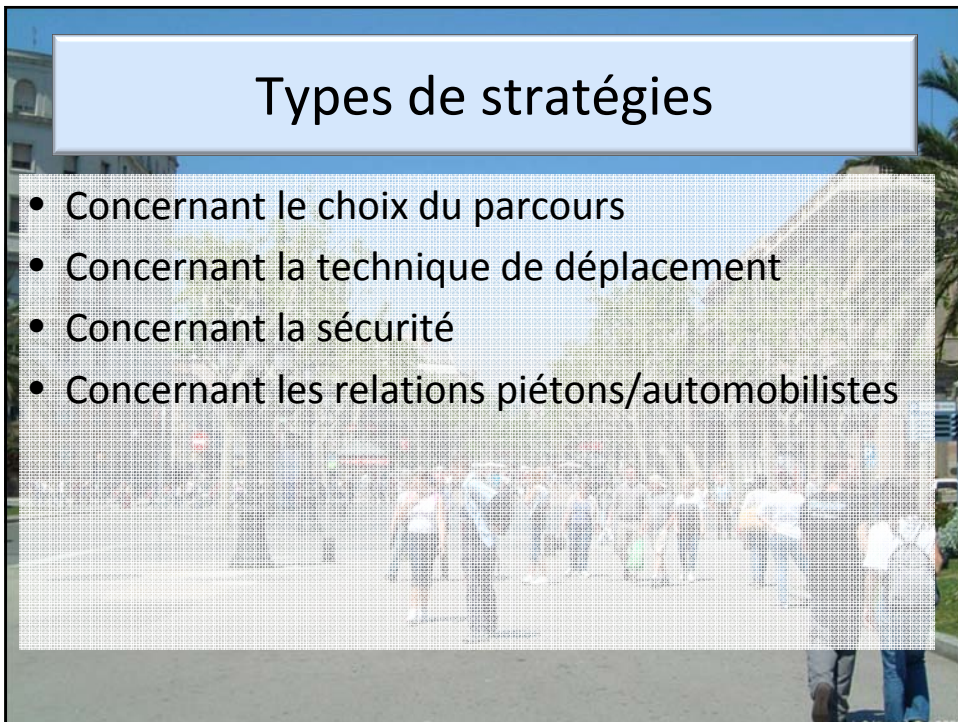 Types de stratégies
• Concernant le choix du parcours
• Concernant la technique de déplacement
• Concernant la sécurité
• Concernant les relations piétons/automobilistes